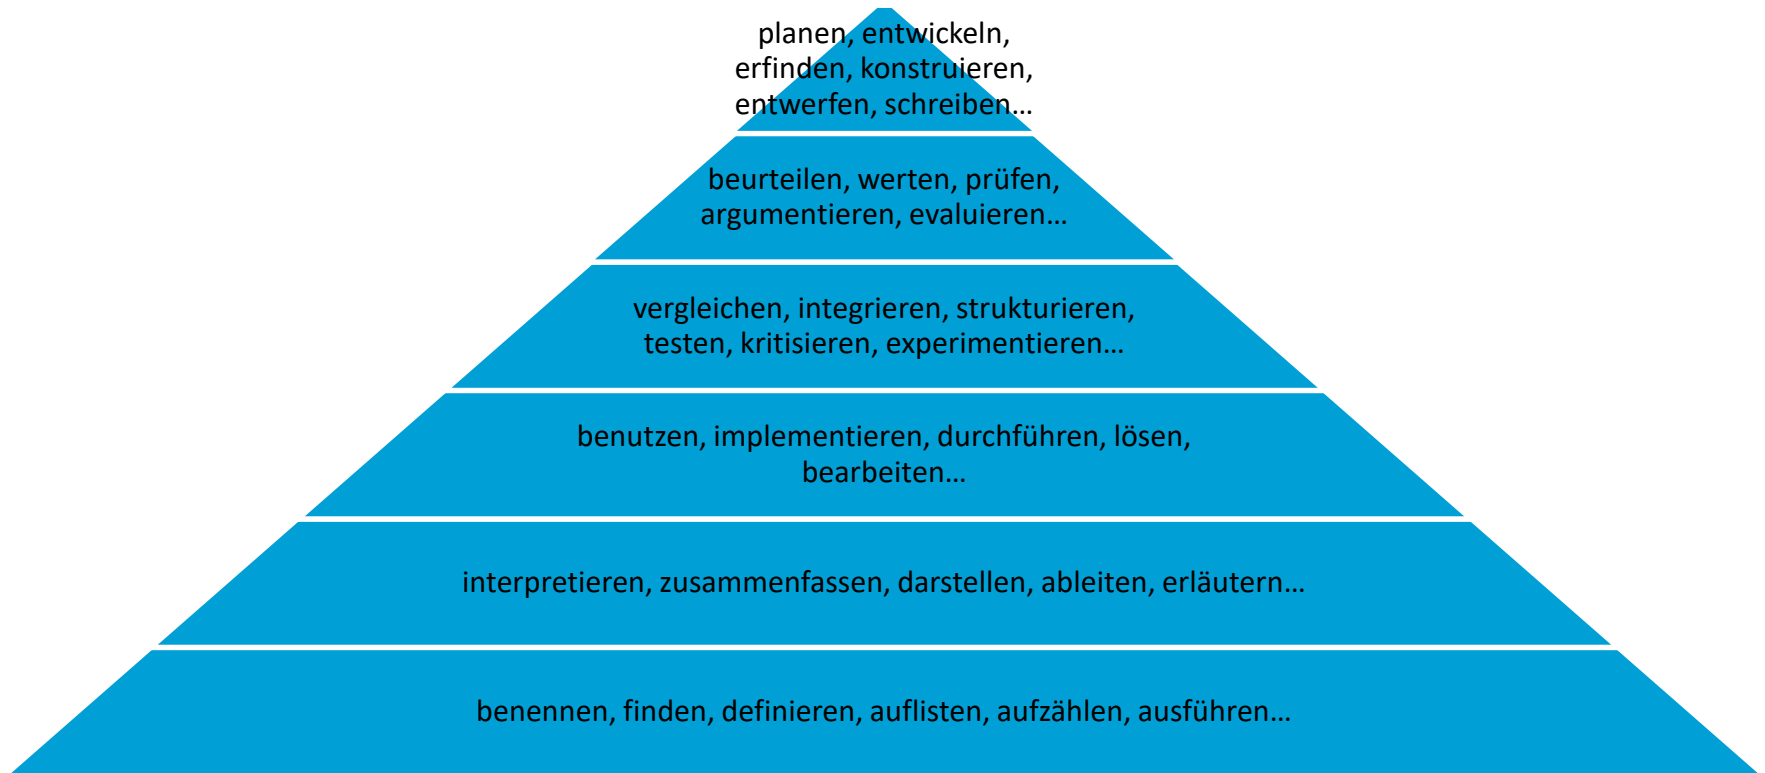 planen, entwickeln,
erfinden, konstruieren,
entwerfen, schreiben…
beurteilen, werten, prüfen,
argumentieren, evaluieren…
vergleichen, integrieren, strukturieren,
testen, kritisieren, experimentieren…
benutzen, implementieren, durchführen, lösen,
bearbeiten…
interpretieren, zusammenfassen, darstellen, ableiten, erläutern…
benennen, finden, definieren, auflisten, aufzählen, ausführen…